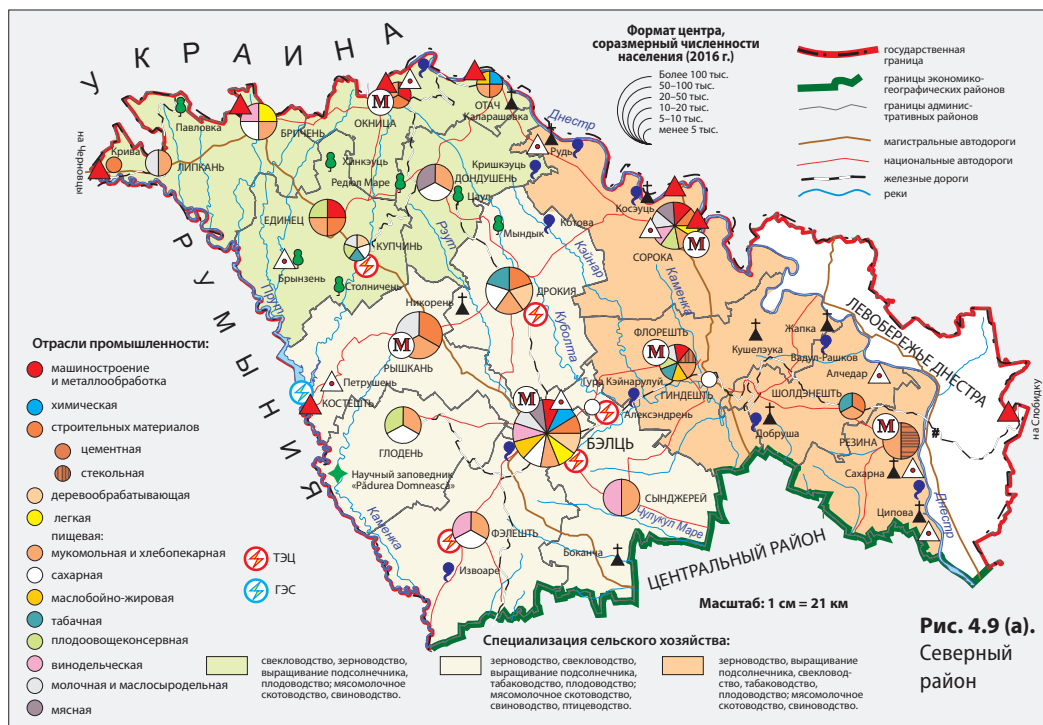 УКРАИНА
РУМЫНИЯ
Формат центра,
соразмерный численности
населения (2016 г.)
Более 100 тыс.
50–100 тыс.
20–50 тыс.
10–20 тыс.
5–10 тыс.
менее 5 тыс.
государственная
граница
границы экономико-
географических районов
границы админис-
тративных районов
магистральные автодороги
национальные автодороги
железные дороги
реки
на Черновцы
Крива
Павловка
ЛИПКАНЬ
БРИЧЕНЬ
ОКНИЦА
М
ОТАЧ
Каларашовка
Днестр
Рудь
Хинкэуць
Редюл Маре
ДОНДУШЕНЬ
Кришкэуць
Цауль
ЕДИНЕЦ
КУПЧИНЬ
Брынзень
Столничень
Прут
Рэут
Мындык
Котова
Кэйнар
Косэуць
СОРОКА
М
Каменка
Никорень
ДРОКИЯ
Куболта
РЫШКАНЬ
М
Петрушень
КОСТЕШТЬ
ФЛОРЕШТЬ
М
Гура Кэйнарулуй
ГИНДЕШТЬ
Алексэндрень
Кушелэука
Жапка
Вадул-Рашков
ЛЕВОБЕРЕЖЬЕ ДНЕСТРА
на Слобидку
Алчедар
ШОЛДЭНЕШТЬ
Добруша
РЕЗИНА
М
#
Сахарна
Ципова
Днестр
М
БЭЛЦЬ
ГЛОДЕНЬ
Научный заповедник
«Pădurea Domnească»
Каменка
ФЭЛЕШТЬ
Извоаре
СЫНДЖЕРЕЙ
Чулукул Маре
Боканча
ЦЕНТРАЛЬНЫЙ РАЙОН
Масштаб: 1 см = 21 км
Отрасли промышленности:
машиностроение
и металлообработка
химическая
строительных материалов
цементная
стекольная
деревообрабатывающая
легкая
пищевая:
мукомольная и хлебопекарная
сахарная
маслобойно-жировая
табачная
плодоовощеконсервная
винодельческая
молочная и маслосыродельная
мясная
ТЭЦ
ГЭС
Специализация сельского хозяйства:
свекловодство, зерноводство,
выращивание подсолнечника,
плодоводство; мясомолочное
скотоводство, свиноводство.
зерноводство, свекловодство,
выращивание подсолнечника,
табаководство, плодоводство;
мясомолочное скотоводство,
свиноводство, птицеводство.
зерноводство, выращивание
подсолнечника, свекловод-
ство, табаководство,
плодоводство; мясомолочное
скотоводство, свиноводство.
Рис. 4.9 (а).
Северный
район